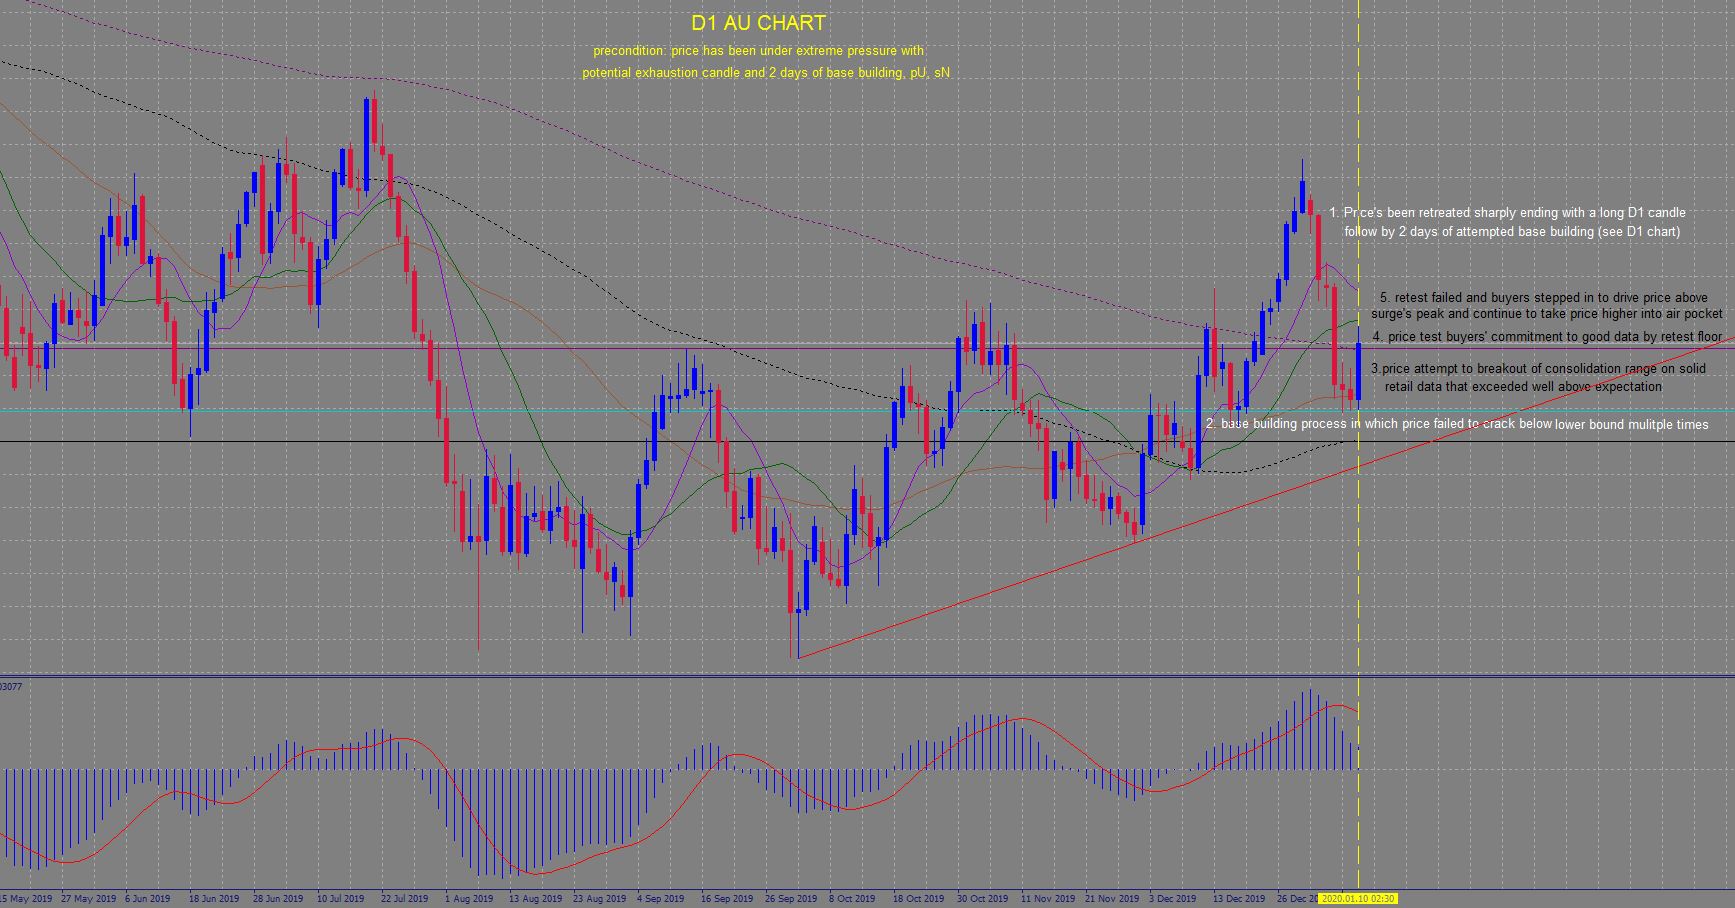 D1 AU CHART
precondition: price has been under extreme pressure with
potential exhaustion candle and 2 days of base building, pU, sN
1. Price's been retreated sharply ending with a long D1 candle
follow by 2 days of attempted base building (see D1 chart)
5. retest failed and buyers stepped in to drive price above
surge's peak and continue to take price higher into air pocket
4. price test buyers' commitment to good data by retest floor
3.price attempt to breakout of consolidation range on solid
retail data that exceeded well above expectation
2. base building process in which price failed to crack below lower bound mulitple times
03077
15 May 2019 27 May 2019 6 Jun 2019 18 Jun 2019 28 Jun 2019 10 Jul 2019 22 Jul 2019 1 Aug 2019 13 Aug 2019 23 Aug 2019 4 Sep 2019 16 Sep 2019 26 Sep 2019 8 Oct 2019 18 Oct 2019 30 Oct 2019 11 Nov 2019 21 Nov 2019 3 Dec 2019 13 Dec 2019 26 Dec 20 2020.01.10 02:30